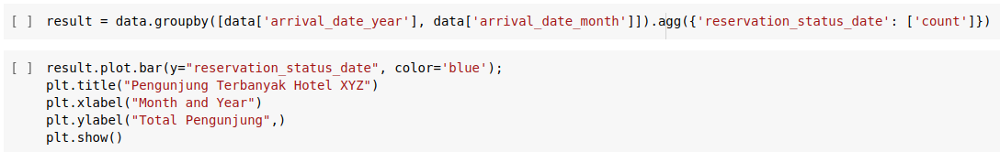 [ ] result = data.groupby([data['arrival_date_year'], data['arrival_date_month']]).agg({'reservation_status_date': ['count']})
[ ] result.plot.bar(y="reservation_status_date", color='blue');
plt.title("Pengunjung Terbanyak Hotel XYZ")
plt.xlabel("Month and Year")
plt.ylabel("Total Pengunjung",)
plt.show()